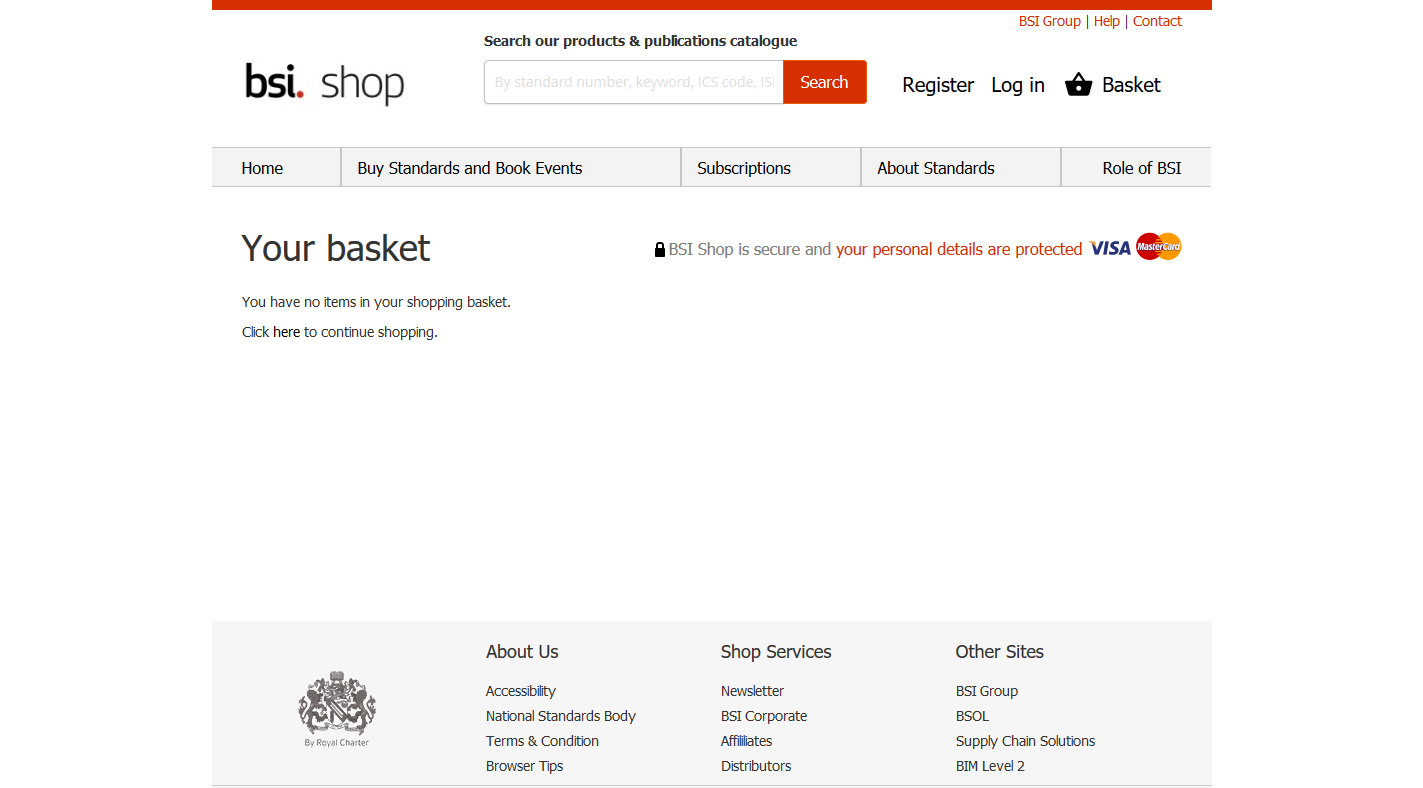 BSI Group | Help | Contact
Search our products & publications catalogue
bsi. shop
By standard number, keyword, ICS code, ISI
Search
Register
Log in
Basket
Home
Buy Standards and Book Events
Subscriptions
About Standards
Role of BSI
Your basket
BSI Shop is secure and your personal details are protected
VISA
MasterCard
You have no items in your shopping basket.
Click here to continue shopping.
By Royal Charter
About Us
Accessibility
National Standards Body
Terms & Condition
Browser Tips
Shop Services
Newsletter
BSI Corporate
Affililiates
Distributors
Other Sites
BSI Group
BSOL
Supply Chain Solutions
BIM Level 2